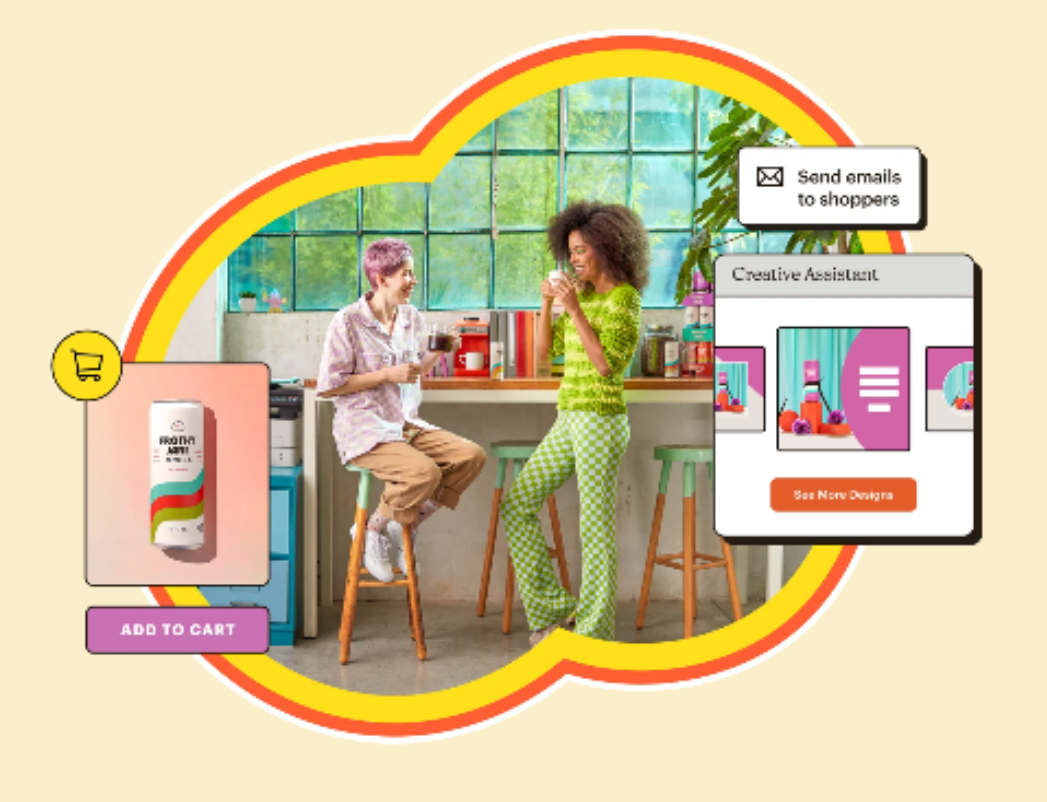 Send emails
to shoppers
Creative Assistant
See More Designs
FROTHY
ADD TO CART